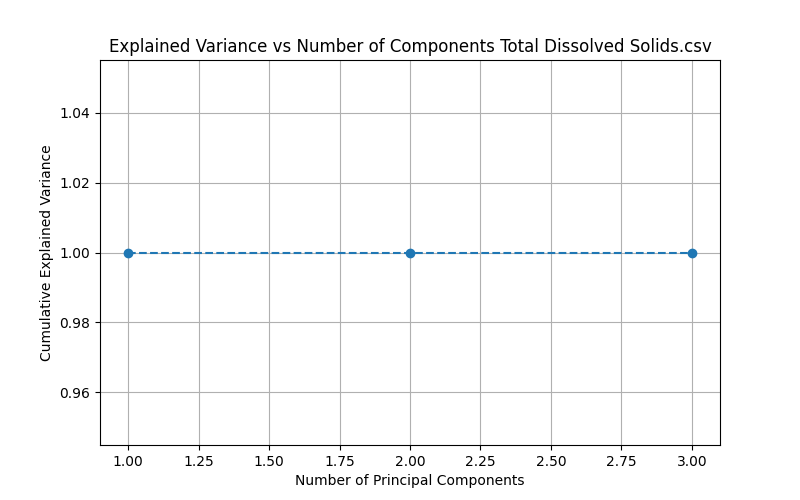 Explained Variance vs Number of Components Total Dissolved Solids.csv
Cumulative Explained Variance
1.04
1.02
1.00
0.98
0.96
1.00 1.25 1.50 1.75 2.00 2.25 2.50 2.75 3.00
Number of Principal Components